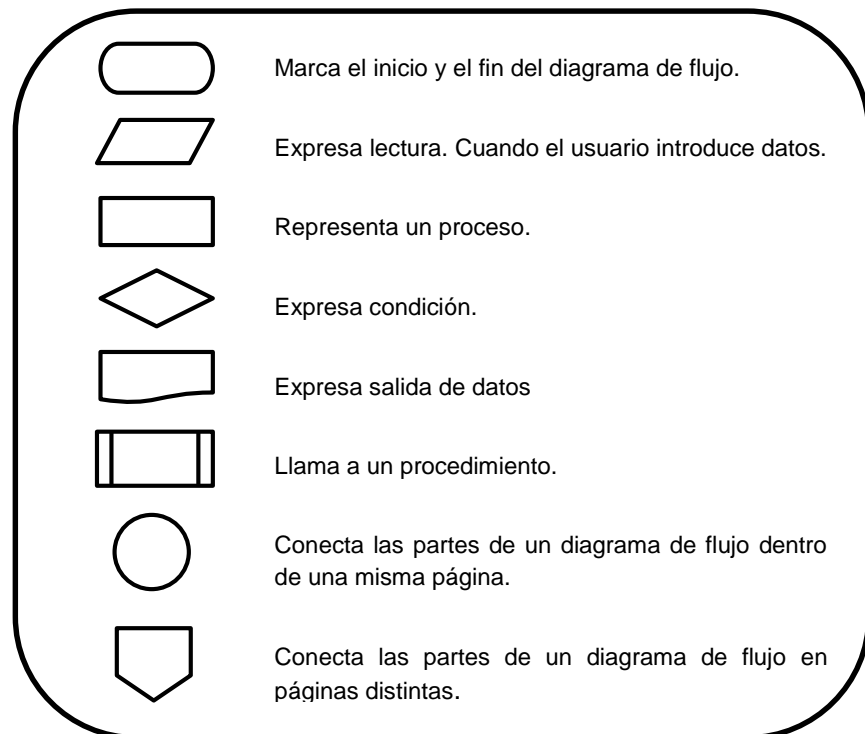 Marca el inicio y el fin del diagrama de flujo.
Expresa lectura. Cuando el usuario introduce datos.
Representa un proceso.
Expresa condición.
Expresa salida de datos
Llama a un procedimiento.
Conecta las partes de un diagrama de flujo dentro
de una misma página.
Conecta las partes de un diagrama de flujo en
páginas distintas.